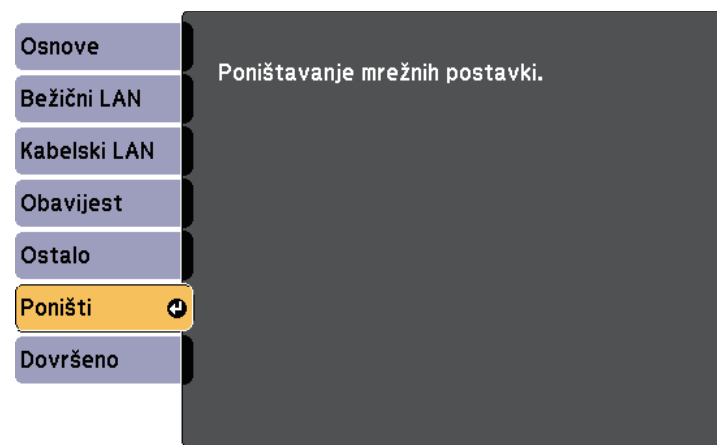 Osnove
Bežični LAN
Kabelski LAN
Obavijest
Ostalo
Poništi
Dovršeno
Poništavanje mrežnih postavki.